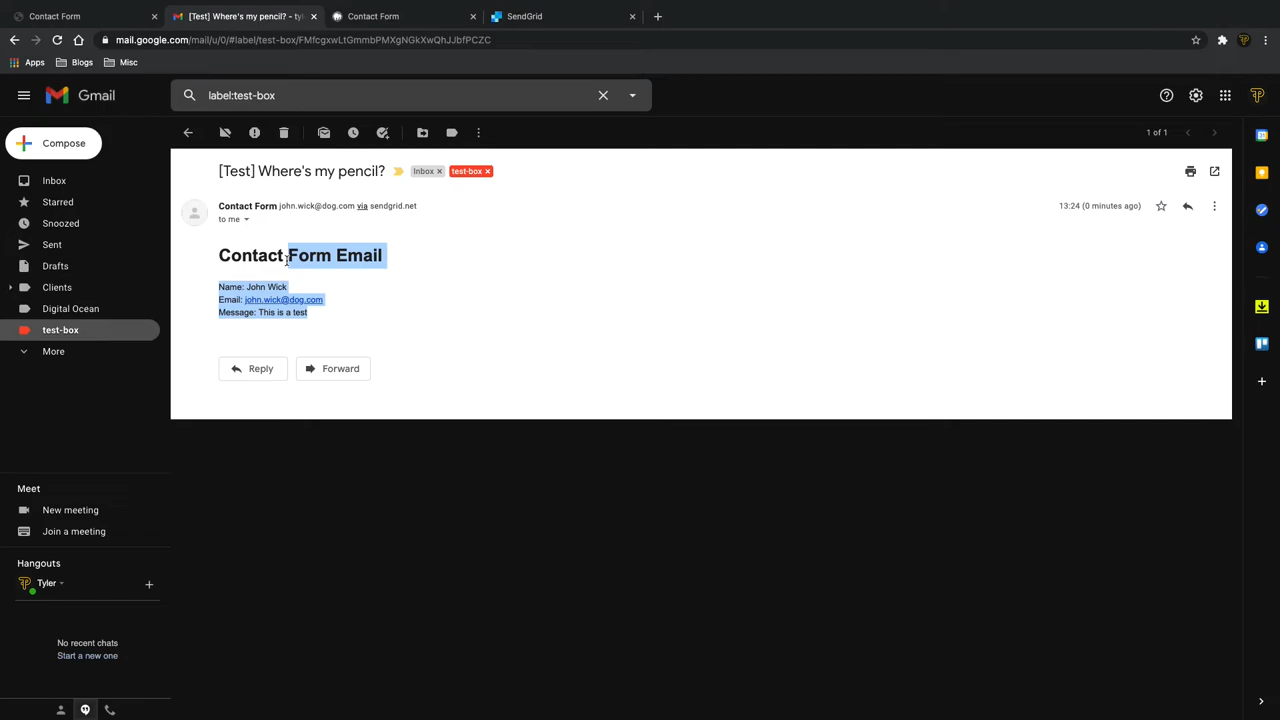 Contact Form
[Test] Where's my pencil? - tyl
Contact Form
SendGrid
mail.google.com/mail/u/0/#label/test-box/FMfcgxwLtGmmbPMXgNGkXwQhJJbfPCZC
Apps
Blogs
Misc
Gmail
label:test-box
Compose
1 of 1
[Test] Where's my pencil?
Inbox
test-box
Inbox
Starred
Snoozed
Sent
Drafts
Clients
Digital Ocean
test-box
More
Contact Form john.wick@dog.com via sendgrid.net
13:24 (0 minutes ago)
to me
Contact Form Email
Name: John Wick
Email: john.wick@dog.com
Message: This is a test
Reply
Forward
Meet
New meeting
Join a meeting
Hangouts
Tyler
No recent chats
Start a new one